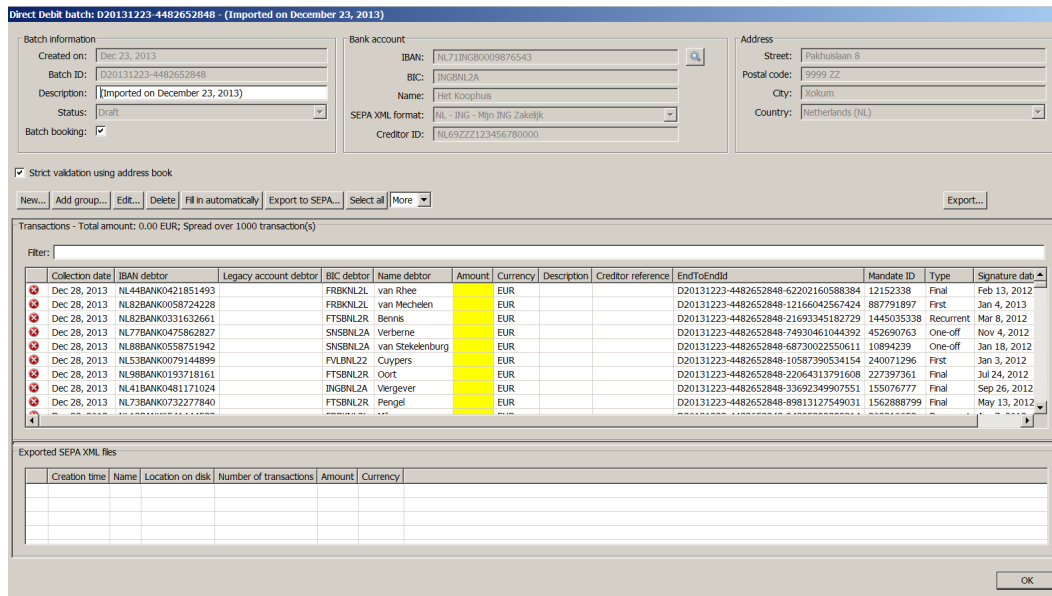 Direct Debit batch: D20131223-4482652848 - (Imported on December 23, 2013)
Batch information
Created on: Dec 23, 2013
Batch ID: D20131223-4482652848
Description: (Imported on December 23, 2013)
Status: Draft
Batch booking:
Bank account
IBAN: NL71INGB0009876543
BIC: INGBNL2A
Name: Het Koophuis
SEPA XML format: NL - ING - Mijn ING Zakelijk
Creditor ID: NL69ZZZ123456780000
Address
Street: Pakhuislaan 8
Postal code: 9999 ZZ
City: Xokum
Country: Netherlands (NL)
Strict validation using address book
New... Add group... Edit... Delete Fill in automatically Export to SEPA... Select all More Export...
Transactions - Total amount: 0.00 EUR; Spread over 1000 transaction(s)
Filter:
Collection date IBAN debtor Legacy account debtor BIC debtor Name debtor Amount Currency Description Creditor reference EndToEndId Mandate ID Type Signature dat
Dec 28, 2013 NL44BANK0421851493 FRBKNL2L van Rhee EUR D20131223-4482652848-62202160588384 12152338 Final Feb 13, 2012
Dec 28, 2013 NL82BANK0058724228 FRBKNL2L van Mechelen EUR D20131223-4482652848-12166042567424 887791897 First Jan 4, 2013
Dec 28, 2013 NL82BANK0331632661 FTSBNL2R Bennis EUR D20131223-4482652848-21693345182729 1445035338 Recurrent Mar 8, 2012
Dec 28, 2013 NL77BANK0475862827 SNSBNL2A Verberne EUR D20131223-4482652848-74930461044392 452690763 One-off Nov 4, 2012
Dec 28, 2013 NL88BANK0558751942 SNSBNL2A van Stekelenburg EUR D20131223-4482652848-68730022550611 10894239 One-off Jan 18, 2012
Dec 28, 2013 NL53BANK0079144899 FVLBNL22 Cuypers EUR D20131223-4482652848-10587390534154 240071296 First Jan 3, 2012
Dec 28, 2013 NL98BANK0193718161 FTSBNL2R Oort EUR D20131223-4482652848-22064313791608 227397361 Final Jul 24, 2012
Dec 28, 2013 NL41BANK0481171024 INGBNL2A Viergever EUR D20131223-4482652848-33692349907551 155076777 Final Sep 26, 2012
Dec 28, 2013 NL73BANK0732277840 FTSBNL2R Pengel EUR D20131223-4482652848-89813127549031 1562888799 Final May 13, 2012
Exported SEPA XML files
Creation time Name Location on disk Number of transactions Amount Currency
OK